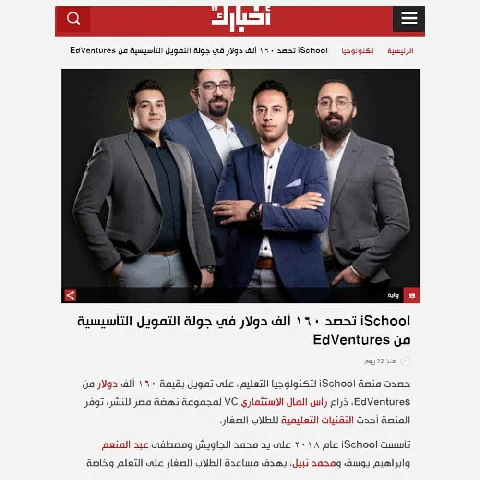 أخبارك
الرئيسية تكنولوجيا iSchool تحصد ١٦٠ ألف دولار في جولة التمويل التأسيسية من EdVentures
رواية
iSchool تحصد ١٦٠ ألف دولار في جولة التمويل التأسيسية
من EdVentures
منذ 12 يوم
حصدت منصة iSchool لتكنولوجيا التعليم، على تمويل بقيمة ١٦٠ ألف دولار من
EdVentures، ذراع رأس المال الاستثماري VC لمجموعة نهضة مصر للنشر. توفر
المنصة أحدث التقنيات التعليمية للطلاب الصغار.
تأسست iSchool عام ٢٠١٨ على يد محمد الجاويش ومصطفى عبد المنعم
وابراهيم يوسف ومحمد نبيل، بهدف مساعدة الطلاب الصغار على التعلم وخاصة